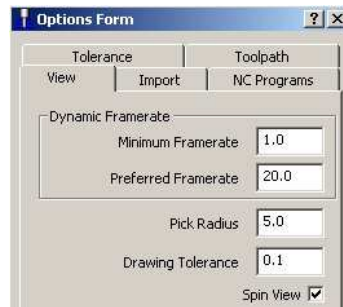 Options Form
Tolerance Toolpath
View Import NC Programs
Dynamic Framerate
Minimum Framerate 1.0
Preferred Framerate 20.0
Pick Radius 5.0
Drawing Tolerance 0.1
Spin View